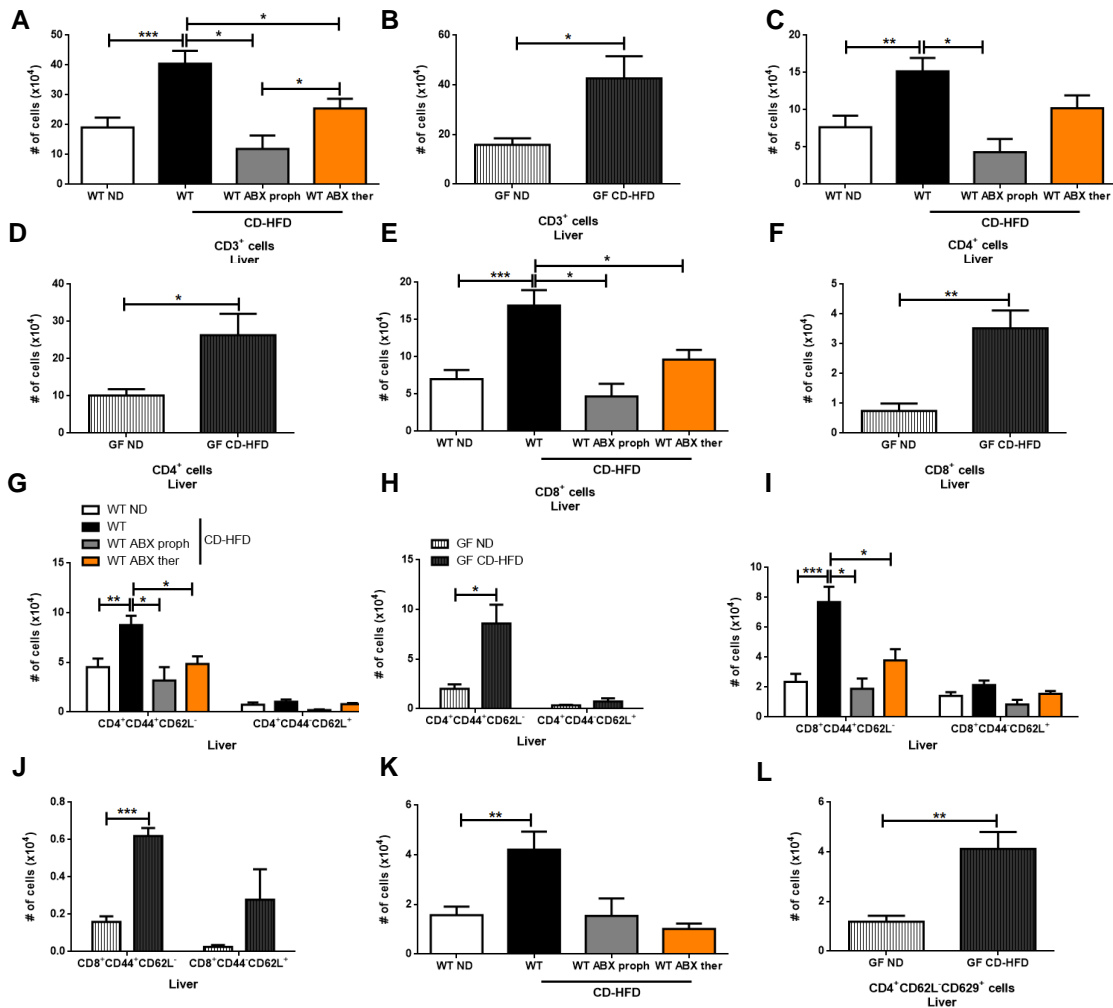 A
B
C
# of cells (x10⁴)
50
40
30
20
10
0
***
*
*
*
WT ND
WT
WT ABX proph
WT ABX ther
CD-HFD
CD3⁺ cells
Liver
# of cells (x10⁴)
60
40
20
0
*
GF ND
GF CD-HFD
CD3⁺ cells
Liver
# of cells (x10⁴)
20
15
10
5
0
**
*
WT ND
WT
WT ABX proph
WT ABX ther
CD-HFD
CD4⁺ cells
Liver
D
E
F
# of cells (x10⁴)
40
30
20
10
0
*
GF ND
GF CD-HFD
CD4⁺ cells
Liver
# of cells (x10⁴)
20
15
10
5
0
***
*
*
WT ND
WT
WT ABX proph
WT ABX ther
CD-HFD
CD8⁺ cells
Liver
# of cells (x10⁴)
5
4
3
2
1
0
**
GF ND
GF CD-HFD
CD8⁺ cells
Liver
G
H
I
WT ND
WT
WT ABX proph
WT ABX ther
CD-HFD
# of cells (x10⁴)
15
10
5
0
**
*
*
CD4⁺CD44⁺CD62L⁻
CD4⁺CD44⁻CD62L⁺
Liver
GF ND
GF CD-HFD
# of cells (x10⁴)
15
10
5
0
*
CD4⁺CD44⁺CD62L⁻
CD4⁺CD44⁻CD62L⁺
Liver
# of cells (x10⁴)
10
8
6
4
2
0
***
*
*
CD8⁺CD44⁺CD62L⁻
CD8⁺CD44⁻CD62L⁺
Liver
J
K
L
# of cells (x10⁴)
0.8
0.6
0.4
0.2
0.0
***
CD8⁺CD44⁺CD62L⁻
CD8⁺CD44⁻CD62L⁺
Liver
# of cells (x10⁴)
6
4
2
0
**
WT ND
WT
WT ABX proph
WT ABX ther
CD-HFD
# of cells (x10⁴)
6
4
2
0
**
GF ND
GF CD-HFD
CD4⁺CD62L⁻CD629⁺ cells
Liver